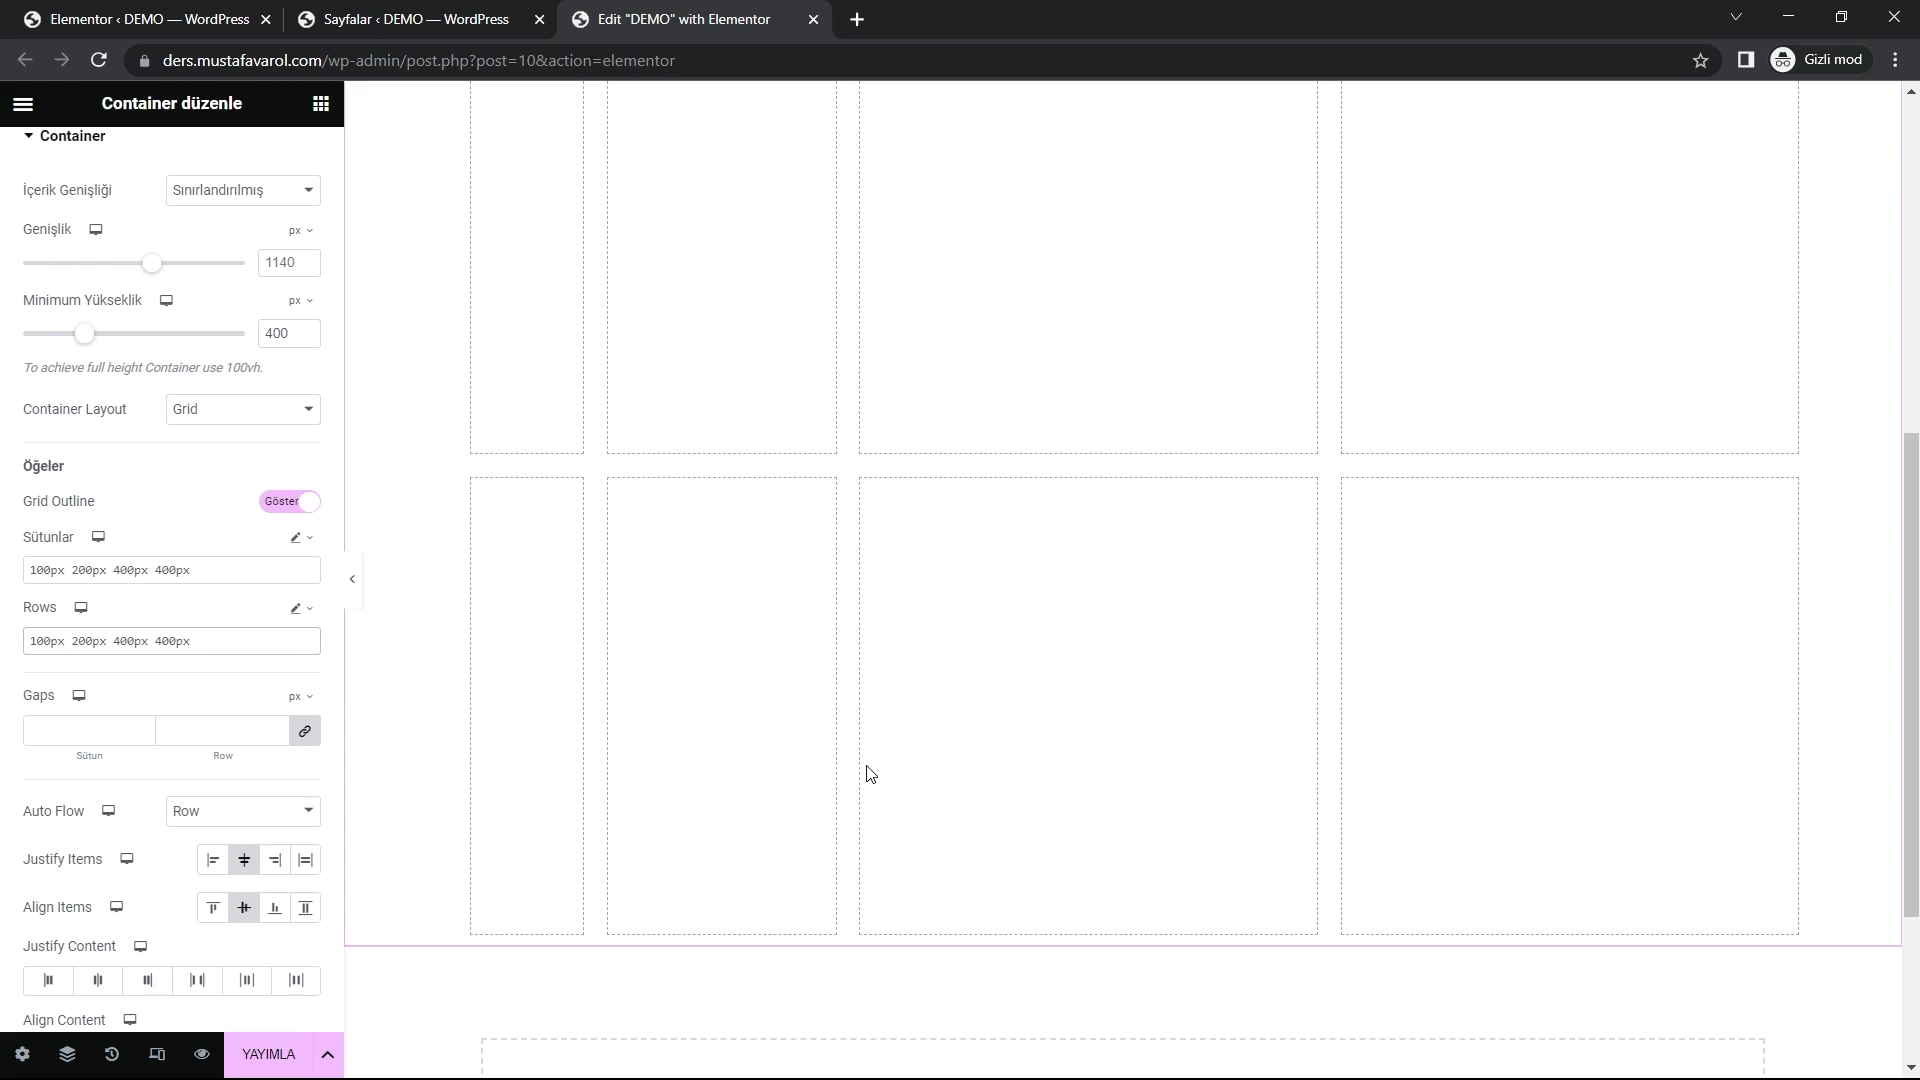 Elementor ‹ DEMO — WordPress
Sayfalar ‹ DEMO — WordPress
Edit "DEMO" with Elementor
ders.mustafavarol.com/wp-admin/post.php?post=10&action=elementor
Gizli mod
Container düzenle
Container
İçerik Genişliği
Sınırlandırılmış
Genişlik
px
1140
Minimum Yükseklik
px
400
To achieve full height Container use 100vh.
Container Layout
Grid
Öğeler
Grid Outline
Göster
Sütunlar
100px 200px 400px 400px
Rows
100px 200px 400px 400px
Gaps
px
Sütun
Row
Auto Flow
Row
Justify Items
Align Items
Justify Content
Align Content
YAYIMLA